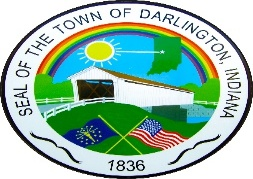 SEAL OF THE TOWN OF DARLINGTON, INDIANA
1836